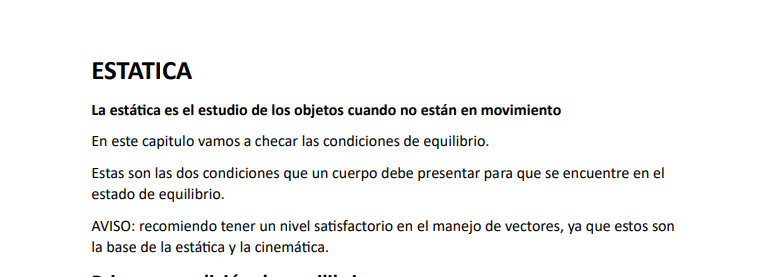 ESTATICA
La estática es el estudio de los objetos cuando no están en movimiento
En este capitulo vamos a checar las condiciones de equilibrio.
Estas son las dos condiciones que un cuerpo debe presentar para que se encuentre en el
estado de equilibrio.
AVISO: recomiendo tener un nivel satisfactorio en el manejo de vectores, ya que estos son
la base de la estática y la cinemática.